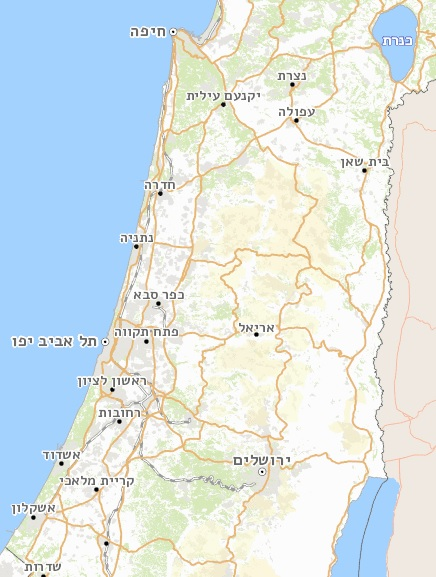 חיפה
כנרת
נצרת
יקנעם עילית
עפולה
בית שאן
חדרה
נתניה
כפר סבא
אריאל
פתח תקווה
תל אביב יפו
ראשון לציון
רחובות
אשדוד
ירושלים
קריית מלאכי
אשקלון
שדרות